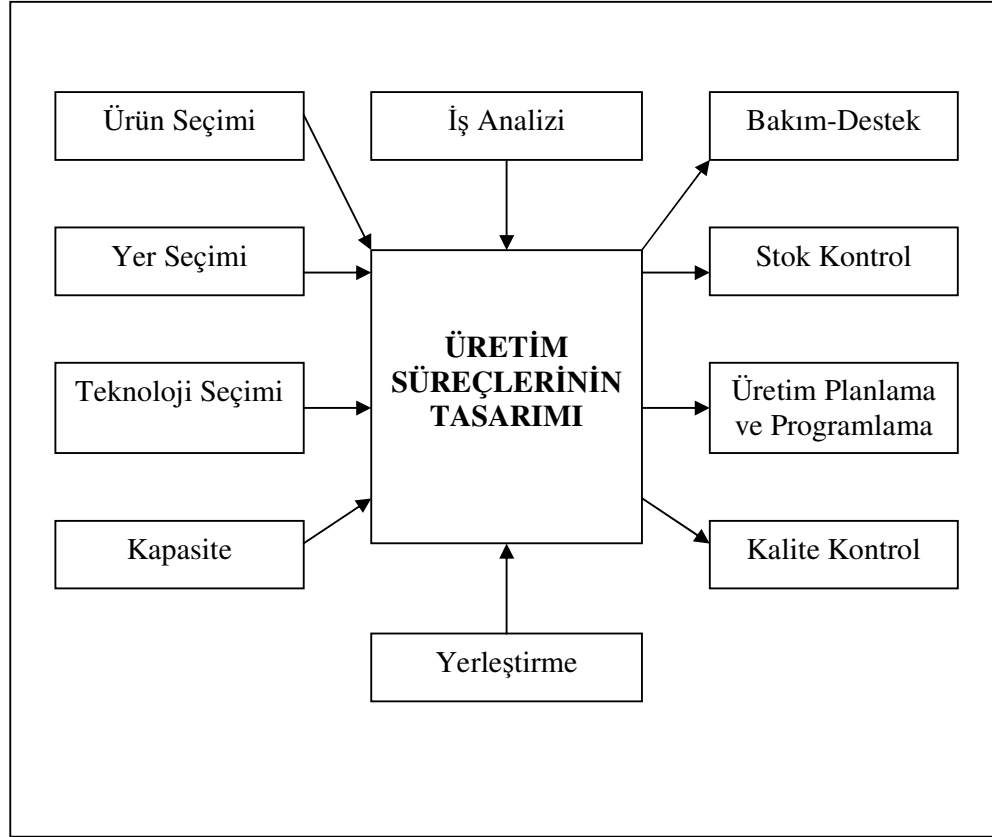 Ürün Seçimi
İş Analizi
Bakım-Destek
Yer Seçimi
Stok Kontrol
ÜRETİM
SÜREÇLERİNİN
TASARIMI
Teknoloji Seçimi
Üretim Planlama
ve Programlama
Kapasite
Kalite Kontrol
Yerleştirme